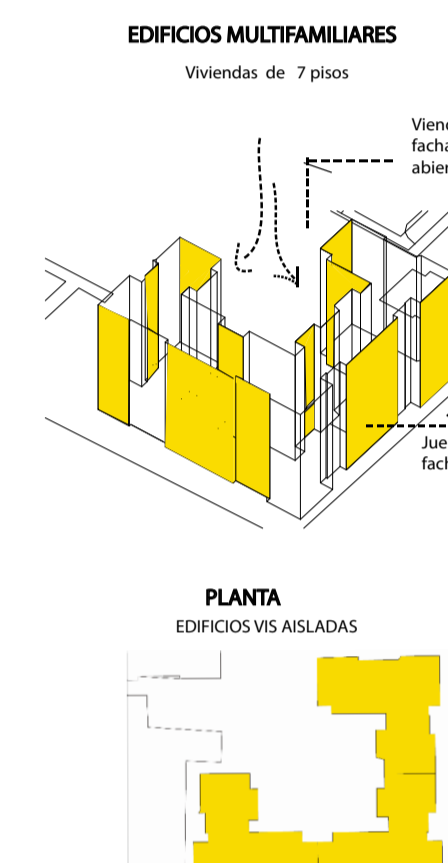 EDIFICIOS MULTIFAMILIARES
Viviendas de 7 pisos
PLANTA
EDIFICIOS VIS AISLADAS